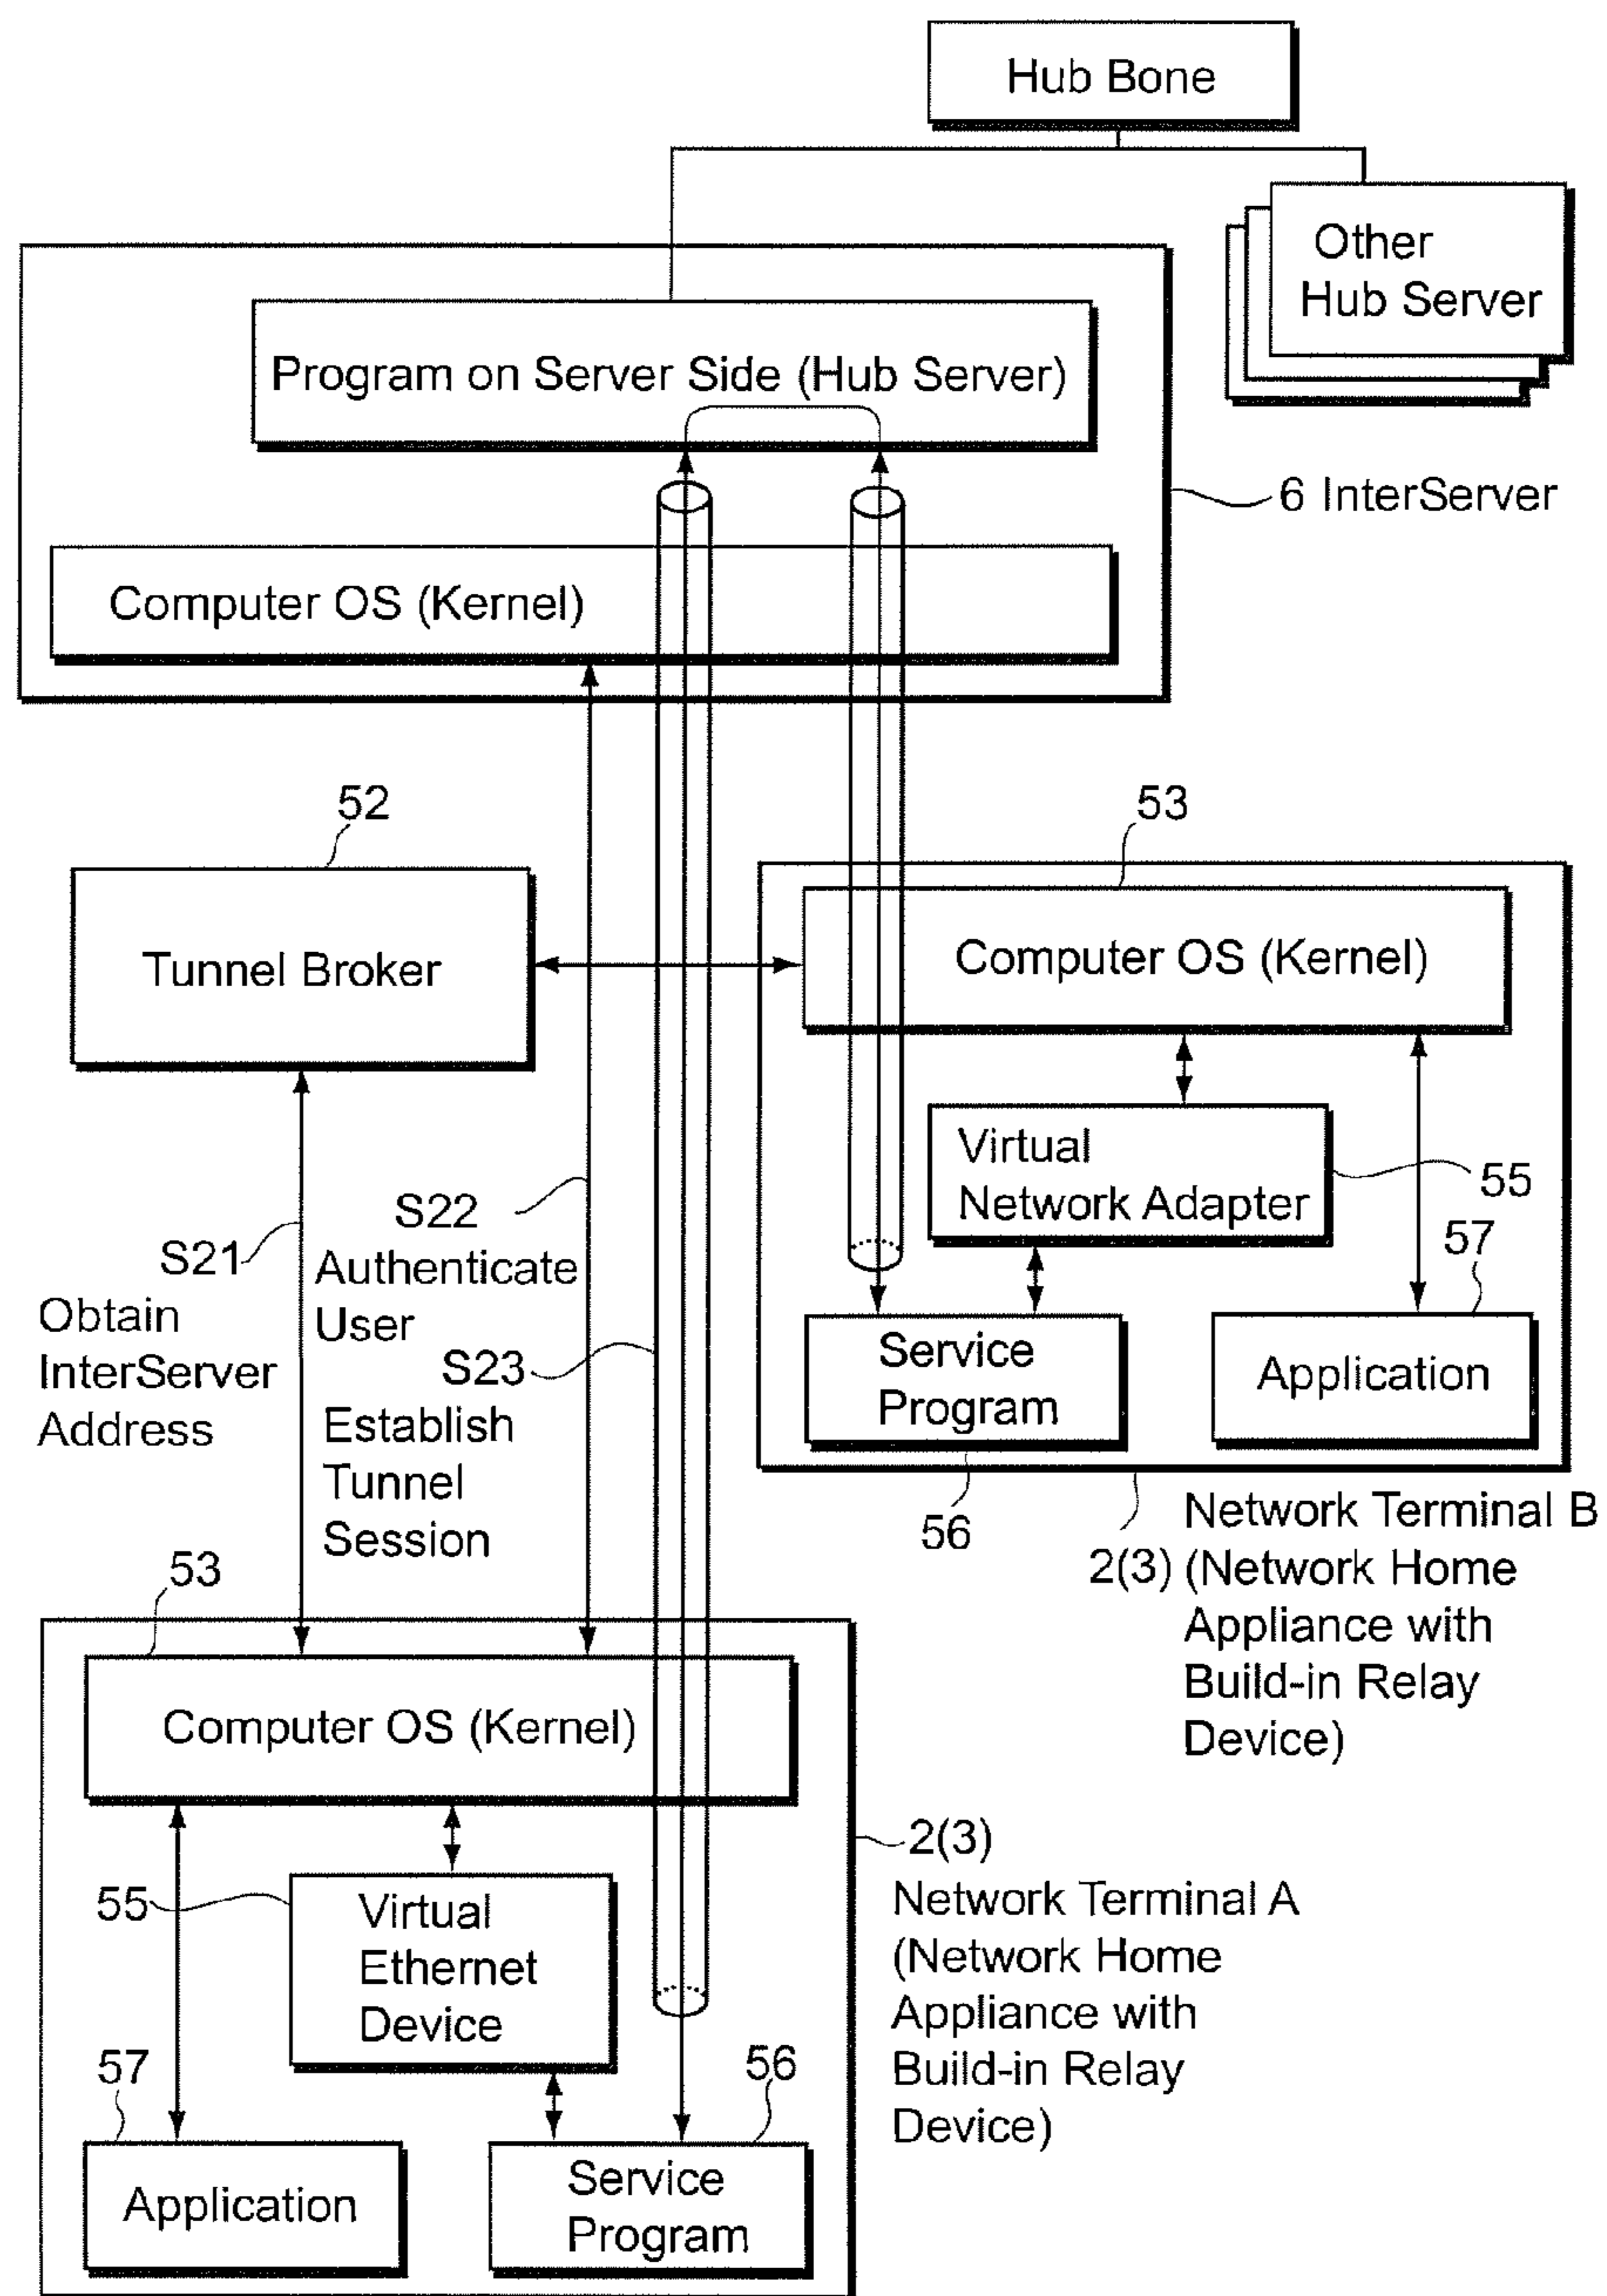 Hub Bone
Other
Hub Server
Program on Server Side (Hub Server)
6 InterServer
Computer OS (Kernel)
52
53
Tunnel Broker
Computer OS (Kernel)
Virtual
Network Adapter
55
57
S22
Authenticate
User
S21
Obtain
InterServer
Address
S23
Establish
Tunnel
Session
Service
Program
Application
56
2(3)
Network Terminal B
(Network Home
Appliance with
Build-in Relay
Device)
53
Computer OS (Kernel)
2(3)
Network Terminal A
(Network Home
Appliance with
Build-in Relay
Device)
55
Virtual
Ethernet
Device
57
56
Application
Service
Program